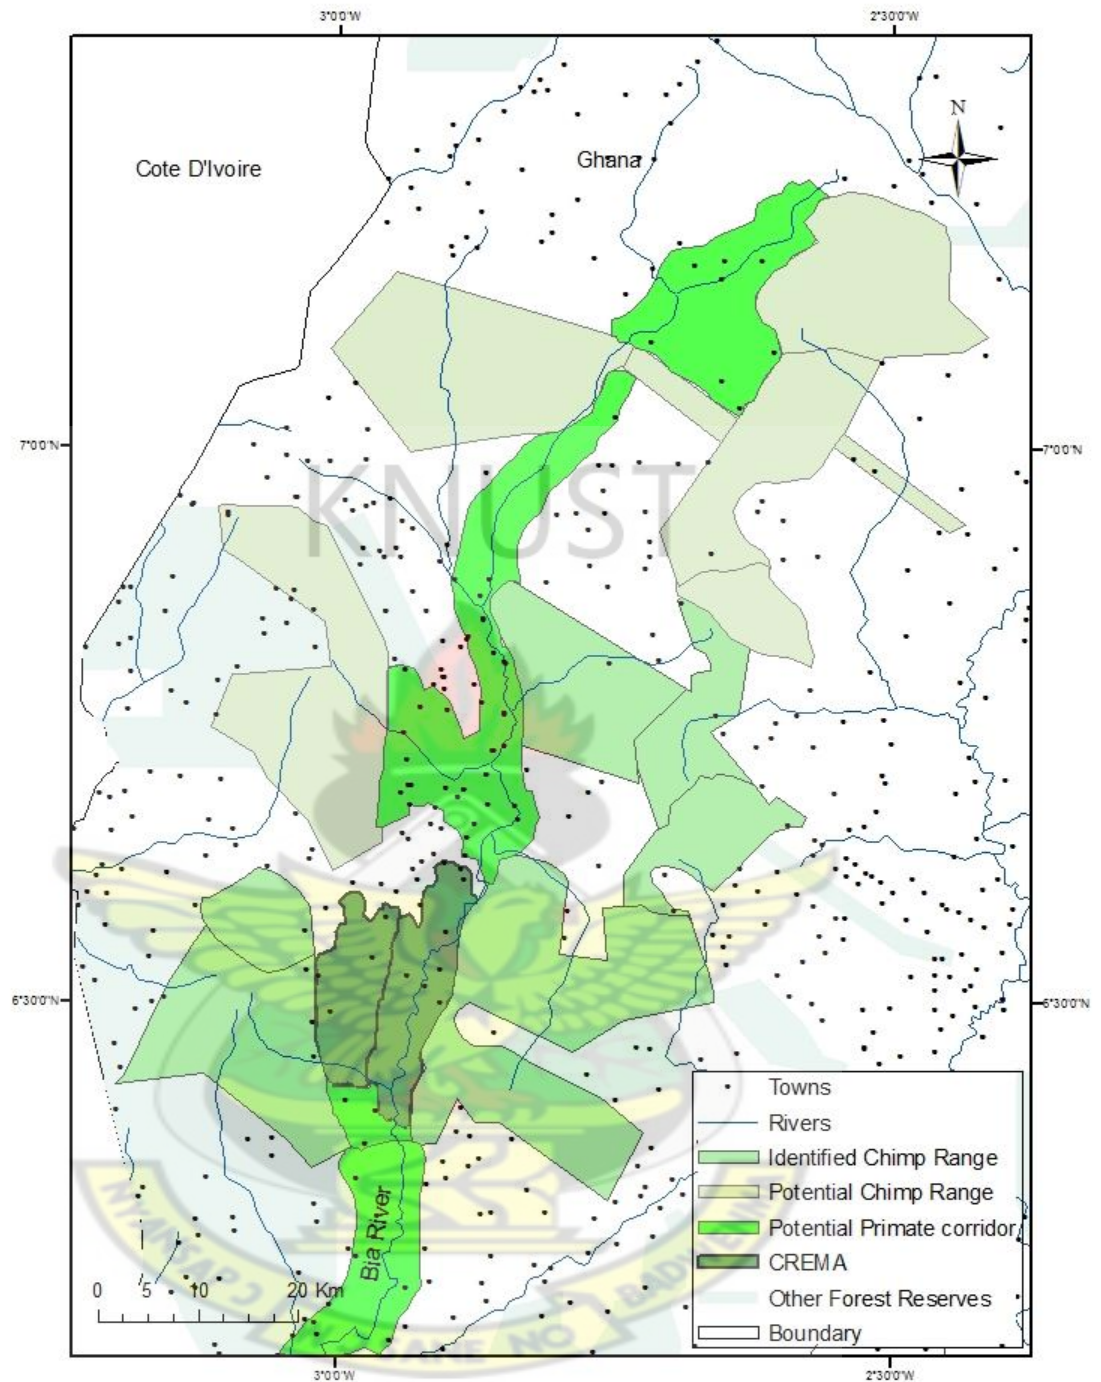 3°0'0"W 2°30'0"W
N
Cote D'Ivoire Ghana
7°0'0"N 7°0'0"N
KNUST
6°30'0"N 6°30'0"N
Towns
Rivers
Identified Chimp Range
Potential Chimp Range
Potential Primate corridor
CREMA
Other Forest Reserves
Boundary
Bia River
0 5 10 20 Km
NO
3°0'0"W 2°30'0"W